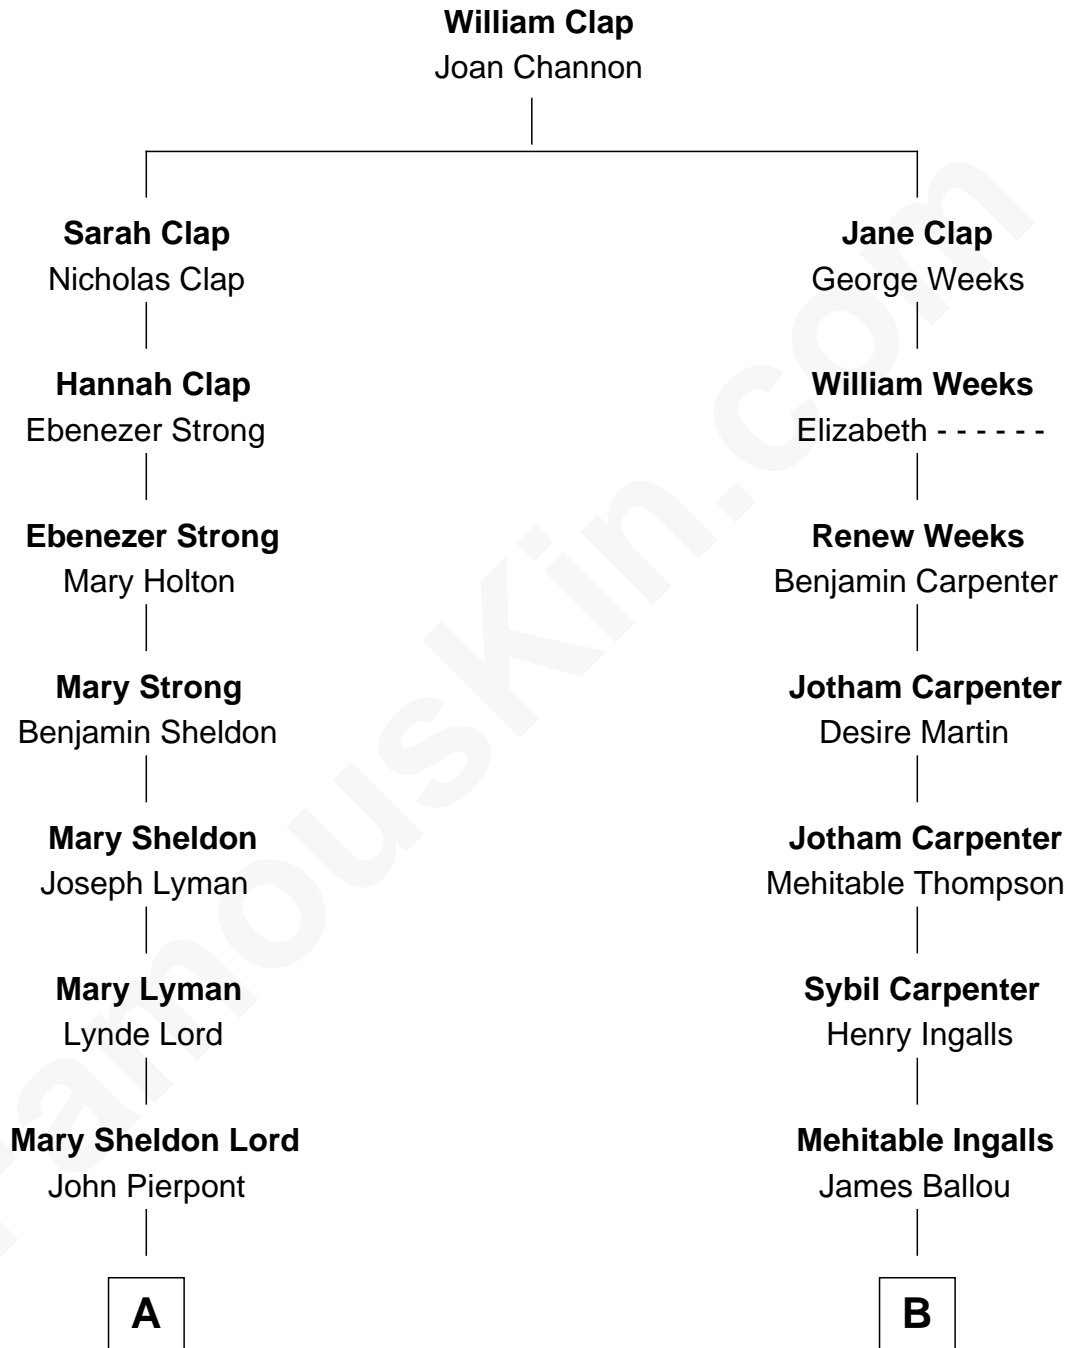 William Clap
Joan Channon
Sarah Clap
Nicholas Clap
Hannah Clap
Ebenezer Strong
Ebenezer Strong
Mary Holton
Mary Strong
Benjamin Sheldon
Mary Sheldon
Joseph Lyman
Mary Lyman
Lynde Lord
Mary Sheldon Lord
John Pierpont
A
Jane Clap
George Weeks
William Weeks
Elizabeth - - - - - -
Renew Weeks
Benjamin Carpenter
Jotham Carpenter
Desire Martin
Jotham Carpenter
Mehitable Thompson
Sybil Carpenter
Henry Ingalls
Mehitable Ingalls
James Ballou
B
FamousKin.com